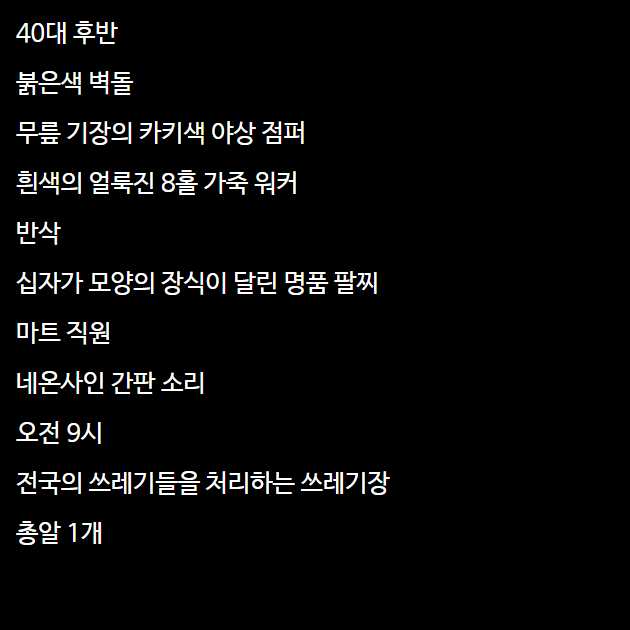 40대 후반
붉은색 벽돌
무릎 기장의 카키색 야상 점퍼
흰색의 얼룩진 8홀 가죽 워커
반삭
십자가 모양의 장식이 달린 명품 팔찌
마트 직원
네온사인 간판 소리
오전 9시
전국의 쓰레기들을 처리하는 쓰레기장
총알 1개